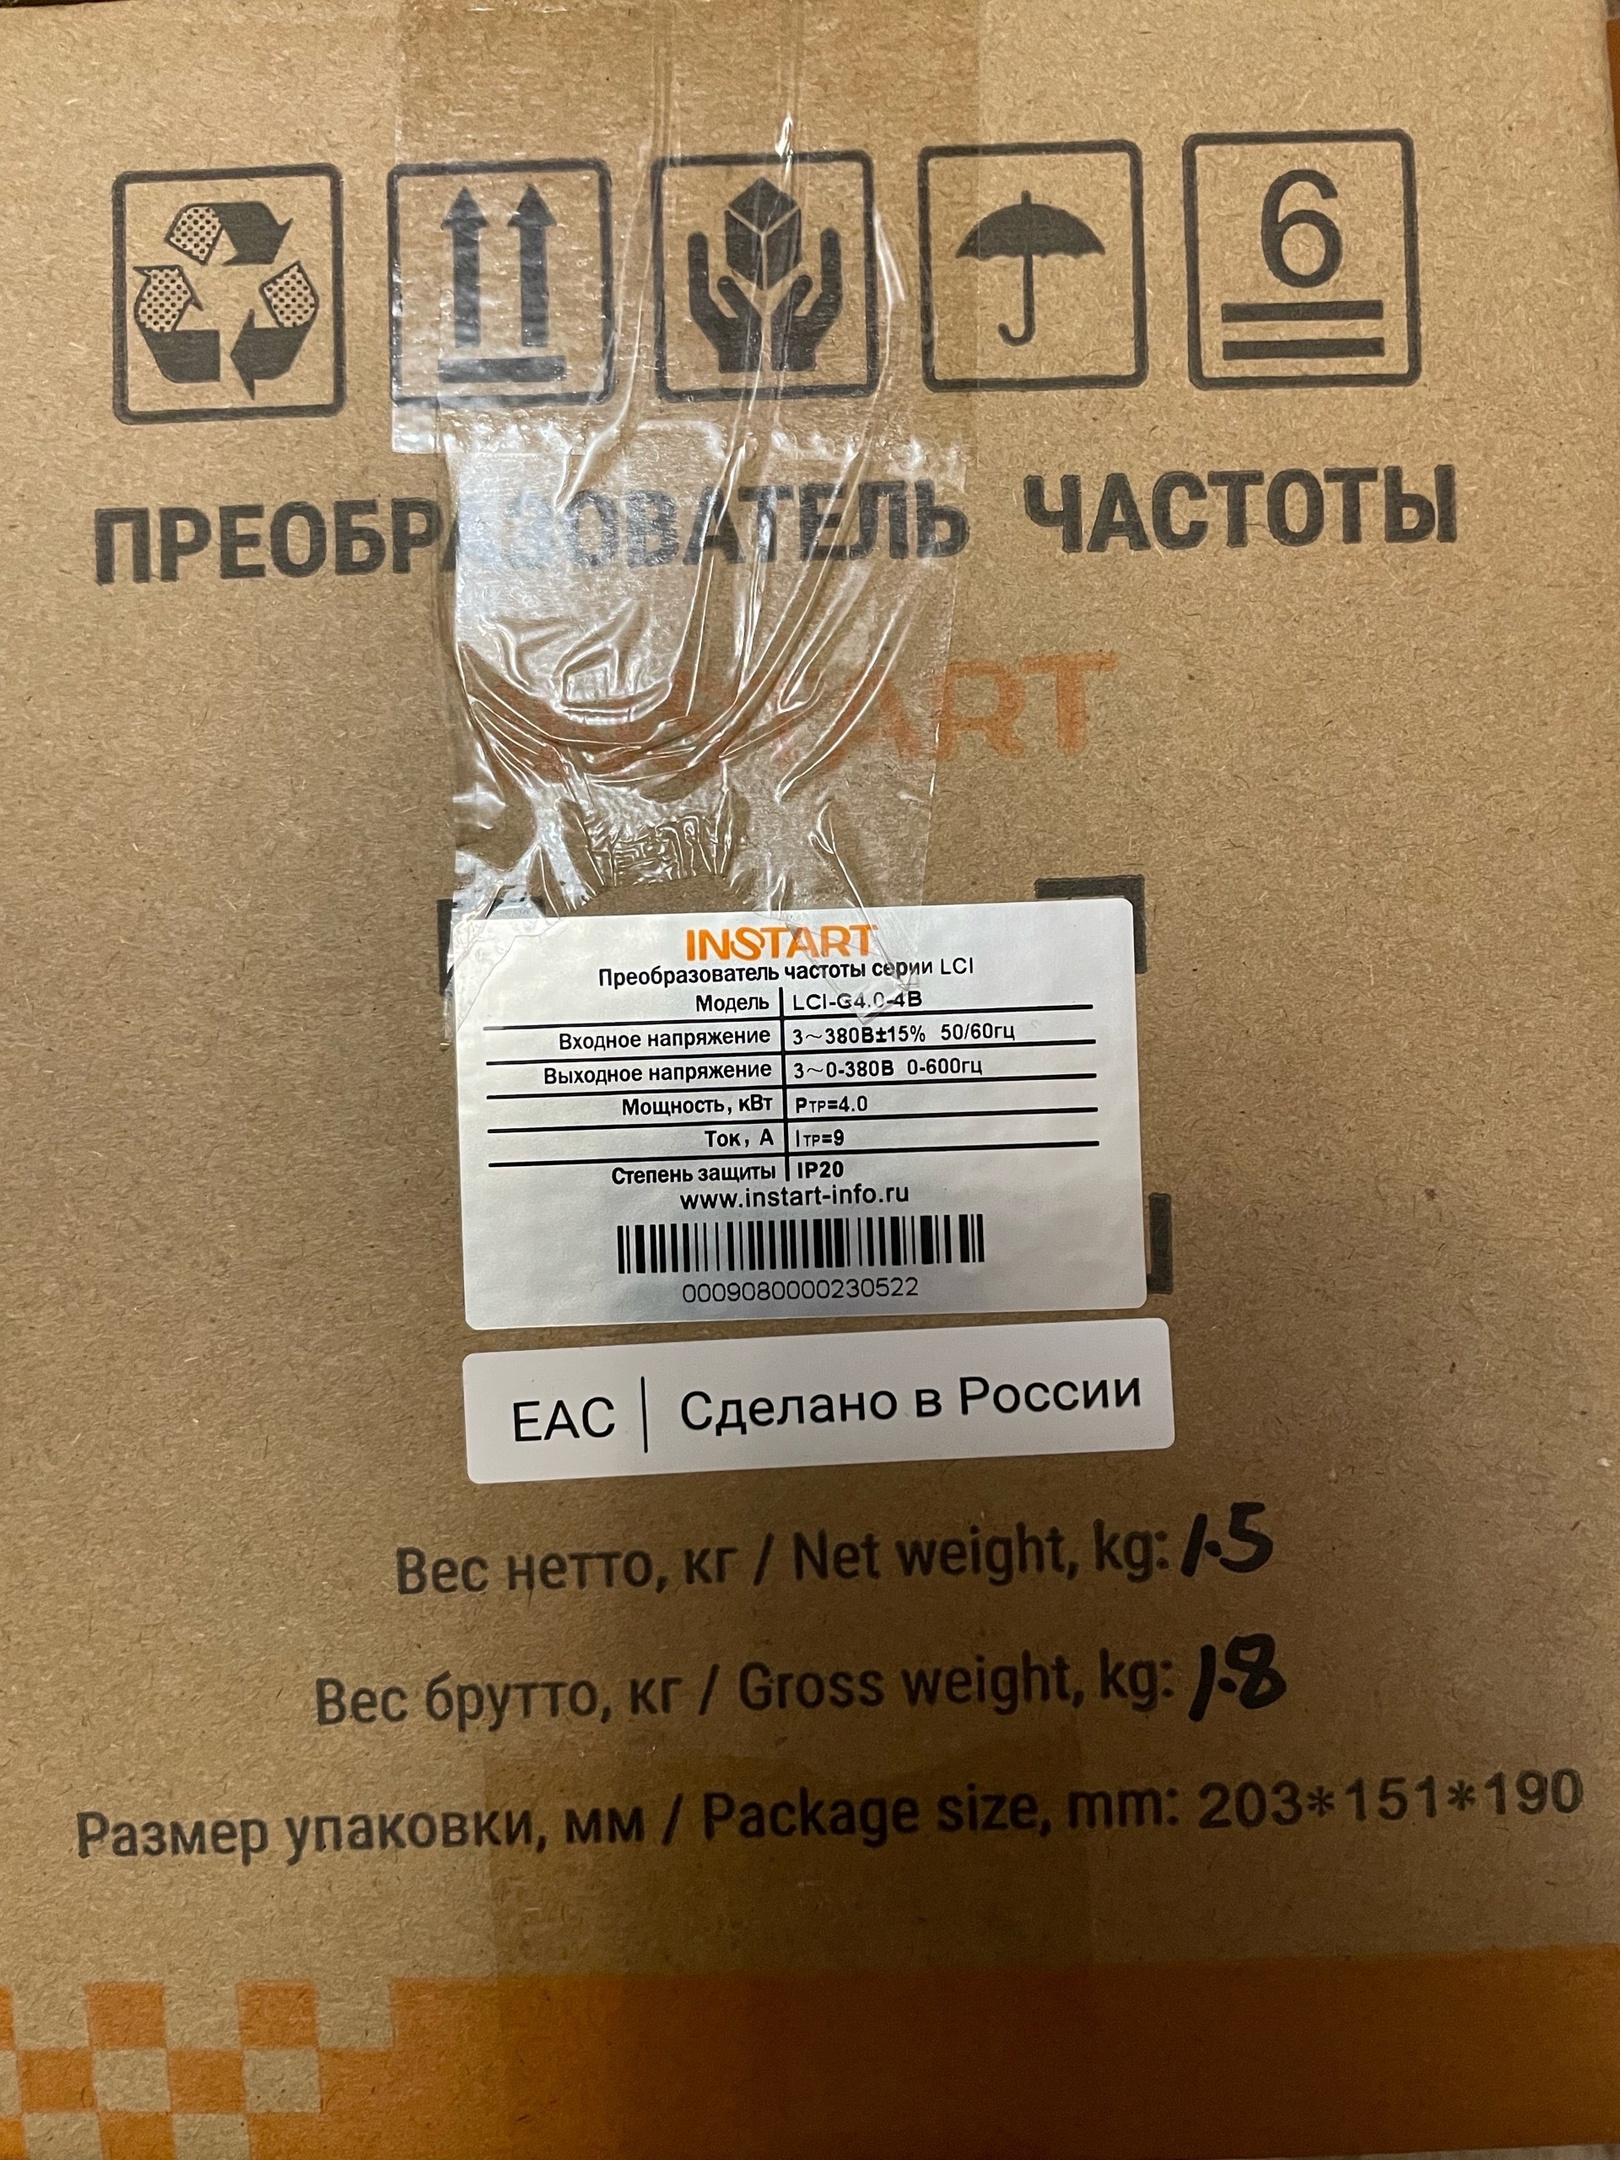 6
ПРЕОБРАЗОВАТЕЛЬ ЧАСТОТЫ
INSTART
INSTART
Преобразователь частоты серии LCI
Модель LCI-G4.0-4B
Входное напряжение 3~380В±15% 50/60гц
Выходное напряжение 3~0-380В 0-600гц
Мощность, кВт Pтр=4.0
Ток, А Iтр=9
Степень защиты IP20
www.instart-info.ru
0009080000230522
EAC | Сделано в России
Вес нетто, кг / Net weight, kg: 1.5
Вес брутто, кг / Gross weight, kg: 1.8
Размер упаковки, мм / Package size, mm: 203*151*190